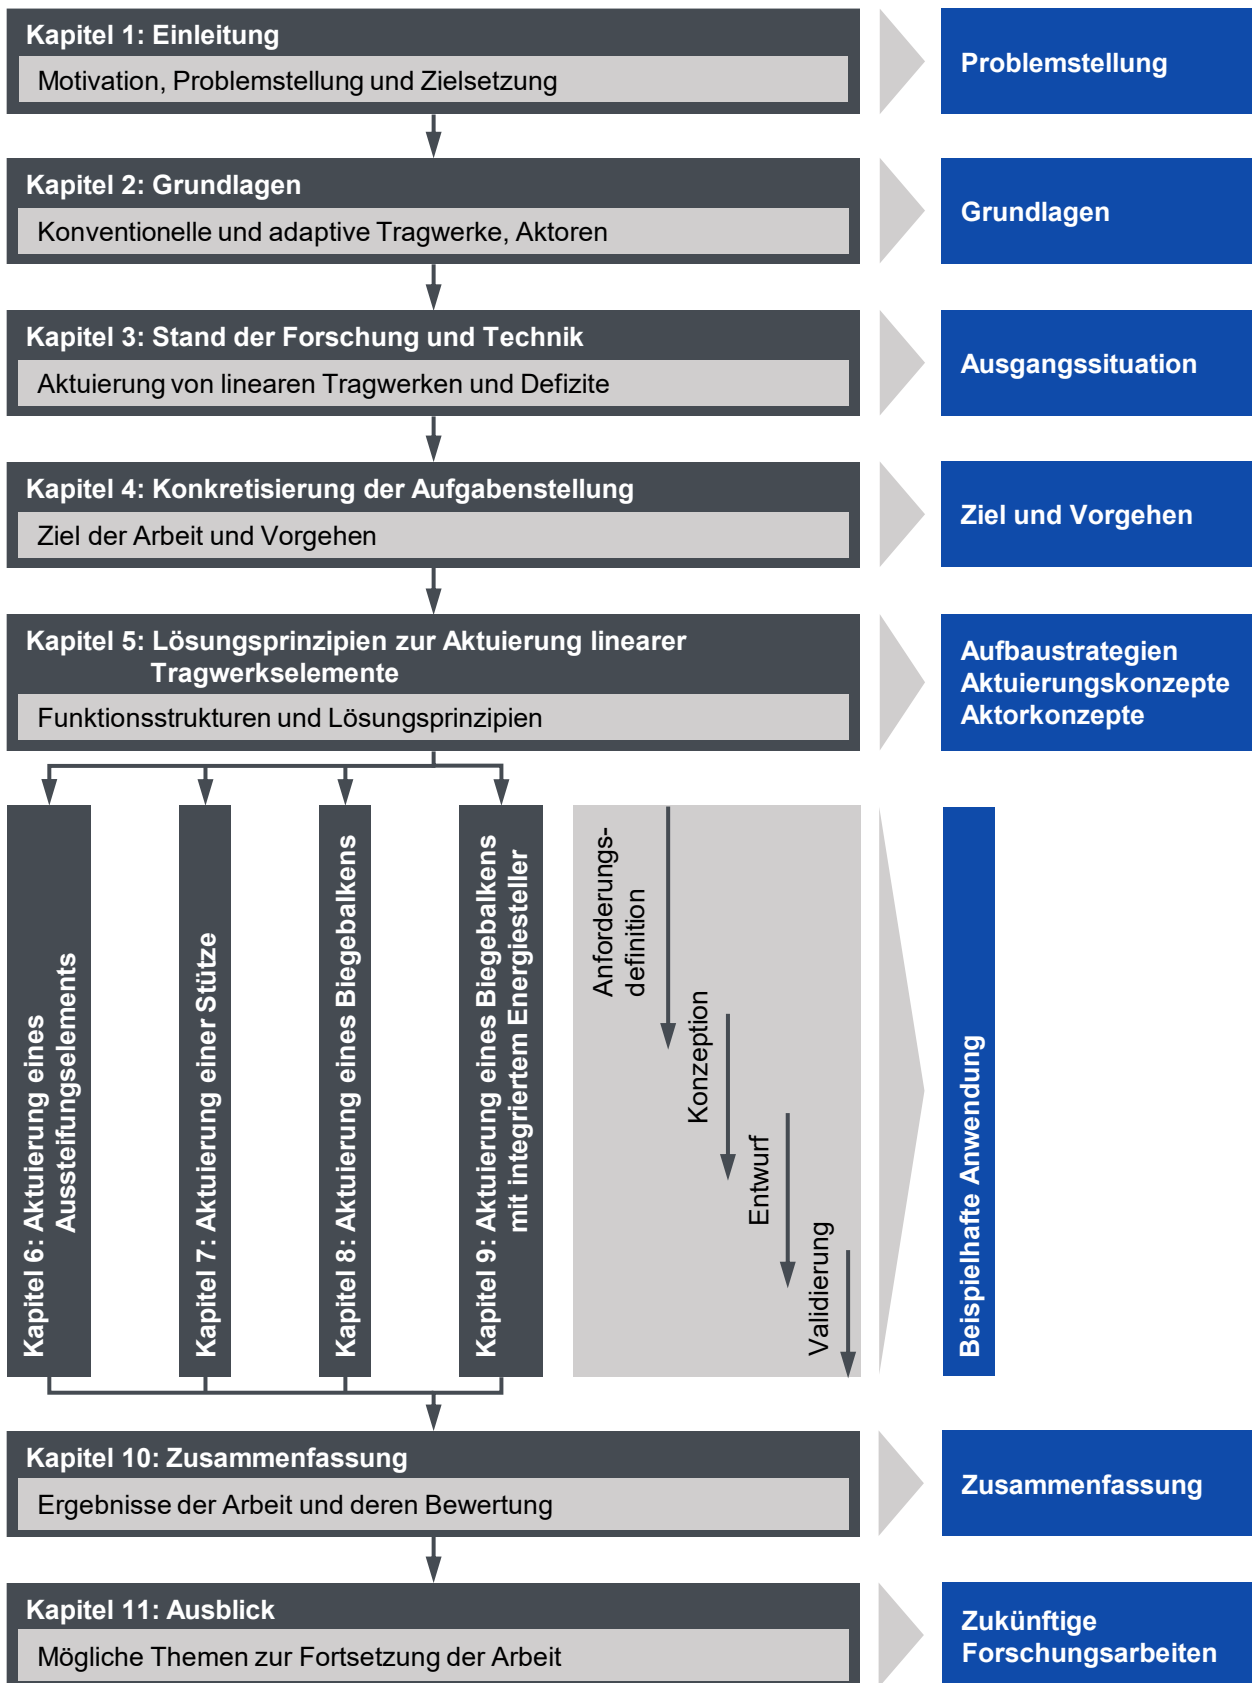 Kapitel 1: Einleitung
Motivation, Problemstellung und Zielsetzung
Problemstellung
Kapitel 2: Grundlagen
Konventionelle und adaptive Tragwerke, Aktoren
Grundlagen
Kapitel 3: Stand der Forschung und Technik
Aktuierung von linearen Tragwerken und Defizite
Ausgangssituation
Kapitel 4: Konkretisierung der Aufgabenstellung
Ziel der Arbeit und Vorgehen
Ziel und Vorgehen
Kapitel 5: Lösungsprinzipien zur Aktuierung linearer
Tragwerkselemente
Funktionsstrukturen und Lösungsprinzipien
Aufbaustrategien
Aktuierungskonzepte
Aktorkonzepte
Kapitel 6: Aktuierung eines
Aussteifungselements
Kapitel 7: Aktuierung einer Stütze
Kapitel 8: Aktuierung eines Biegebalkens
Kapitel 9: Aktuierung eines Biegebalkens
mit integriertem Energiesteller
Anforderungs-
definition
Konzeption
Entwurf
Validierung
Beispielhafte Anwendung
Kapitel 10: Zusammenfassung
Ergebnisse der Arbeit und deren Bewertung
Zusammenfassung
Kapitel 11: Ausblick
Mögliche Themen zur Fortsetzung der Arbeit
Zukünftige
Forschungsarbeiten